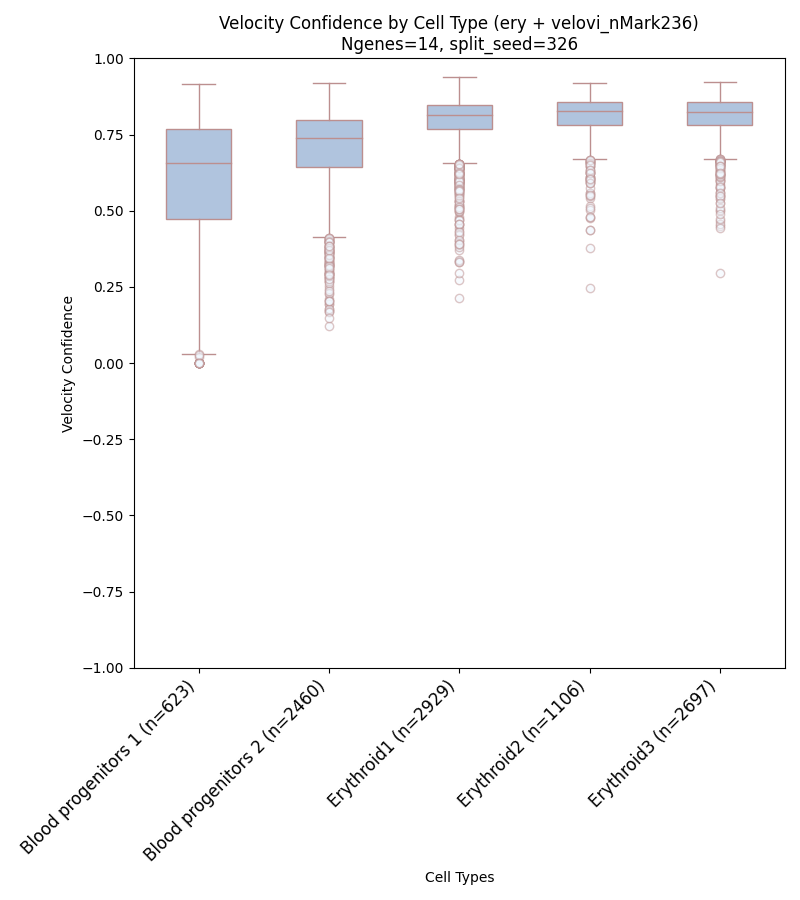 Velocity Confidence by Cell Type (ery + velovi_nMark236)
Ngenes=14, split_seed=326
1.00
0.75
0.50
0.25
0.00
−0.25
−0.50
−0.75
−1.00
Velocity Confidence
Blood progenitors 1 (n=623)
Blood progenitors 2 (n=2460)
Erythroid1 (n=2929)
Erythroid2 (n=1106)
Erythroid3 (n=2697)
Cell Types